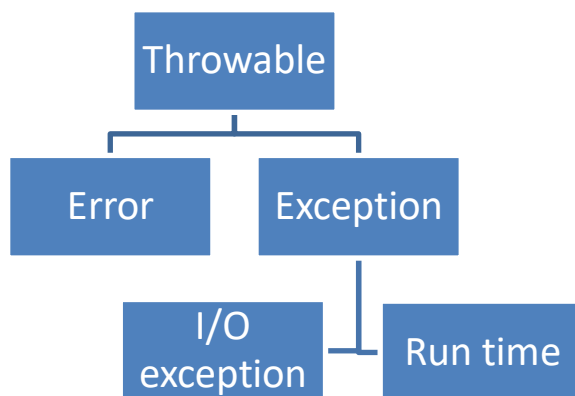 Throwable
Error
Exception
I/O
exception
Run time